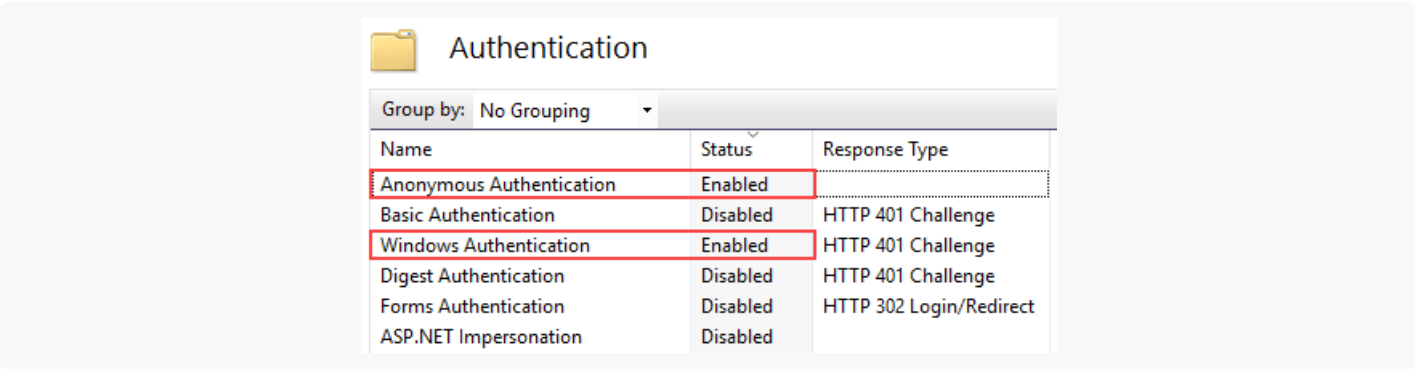 Authentication
Group by: No Grouping
Name Status Response Type
Anonymous Authentication Enabled
Basic Authentication Disabled HTTP 401 Challenge
Windows Authentication Enabled HTTP 401 Challenge
Digest Authentication Disabled HTTP 401 Challenge
Forms Authentication Disabled HTTP 302 Login/Redirect
ASP.NET Impersonation Disabled